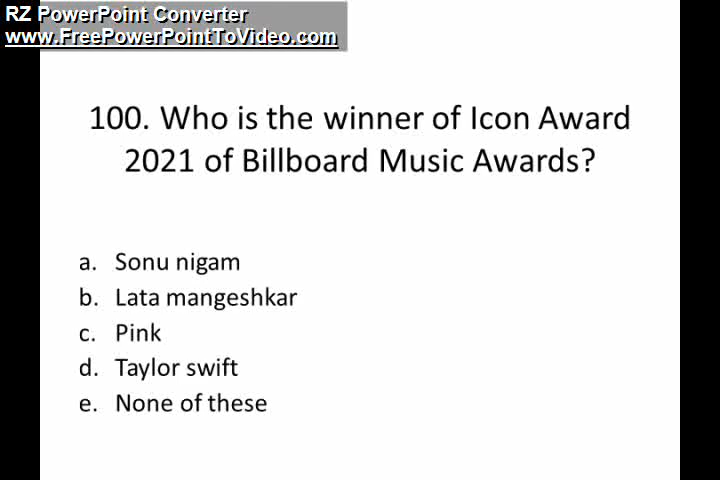 RZ PowerPoint Converter
www.FreePowerPointToVideo.com
100. Who is the winner of Icon Award
2021 of Billboard Music Awards?
a. Sonu nigam
b. Lata mangeshkar
c. Pink
d. Taylor swift
e. None of these